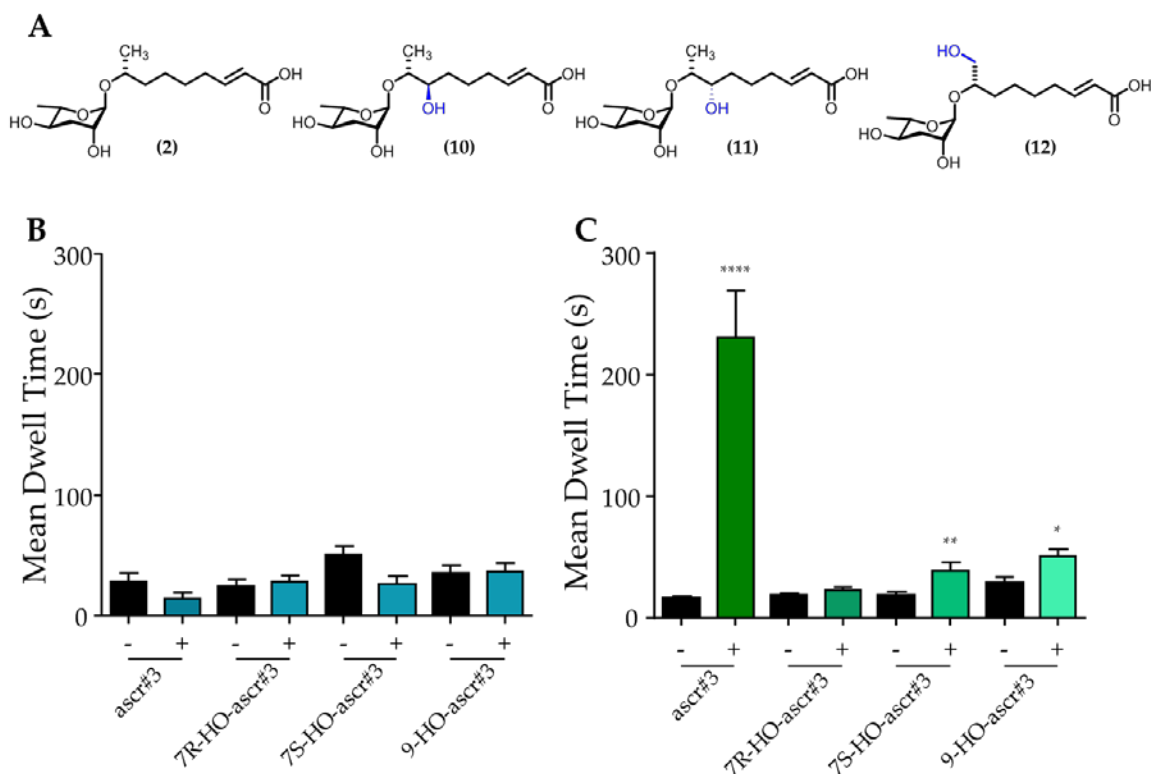 A
CH₃
O
OH
O
O
HO
OH
(2)
CH₃
O
OH
OH
O
O
HO
OH
(10)
CH₃
O
OH
OH
O
O
HO
OH
(11)
HO
O
OH
O
O
HO
OH
(12)
B
Mean Dwell Time (s)
300
200
100
0
- + - + - + - +
ascr#3
7R-HO-ascr#3
7S-HO-ascr#3
9-HO-ascr#3
C
Mean Dwell Time (s)
300
200
100
0
****
**
*
- + - + - + - +
ascr#3
7R-HO-ascr#3
7S-HO-ascr#3
9-HO-ascr#3